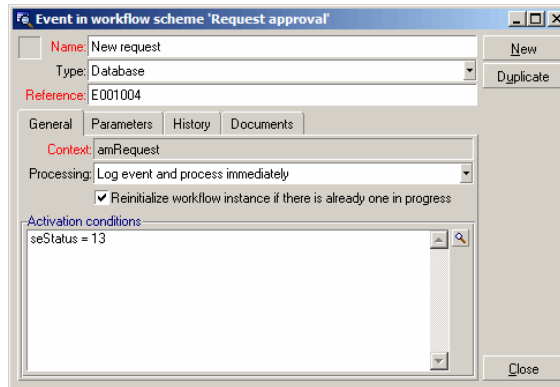 Event in workflow scheme 'Request approval'
Name: New request
New
Type: Database
Duplicate
Reference: E001004
General Parameters History Documents
Context: amRequest
Processing: Log event and process immediately
Reinitialize workflow instance if there is already one in progress
Activation conditions
seStatus = 13
Close